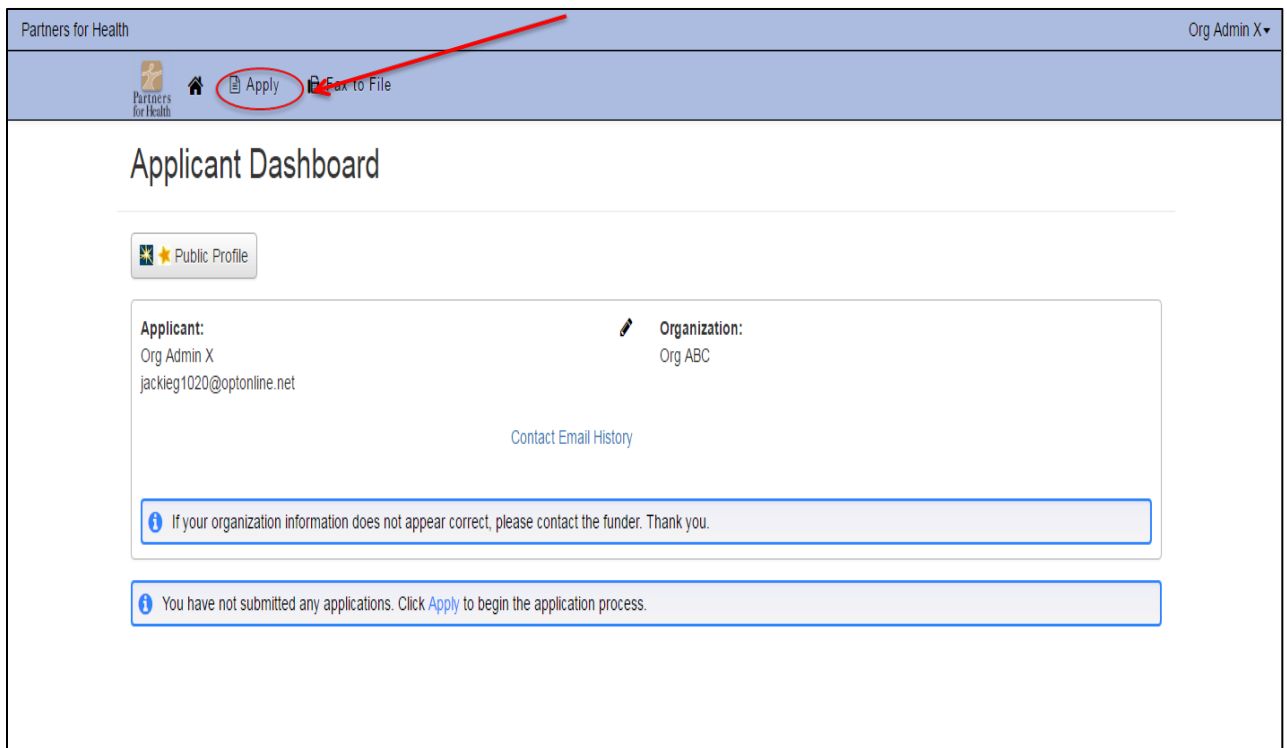 Partners for Health
Org Admin X
Partners
for Health
Apply
Fax to File
Applicant Dashboard
Public Profile
Applicant:
Org Admin X
jackieg1020@optonline.net
Organization:
Org ABC
Contact Email History
If your organization information does not appear correct, please contact the funder. Thank you.
You have not submitted any applications. Click Apply to begin the application process.